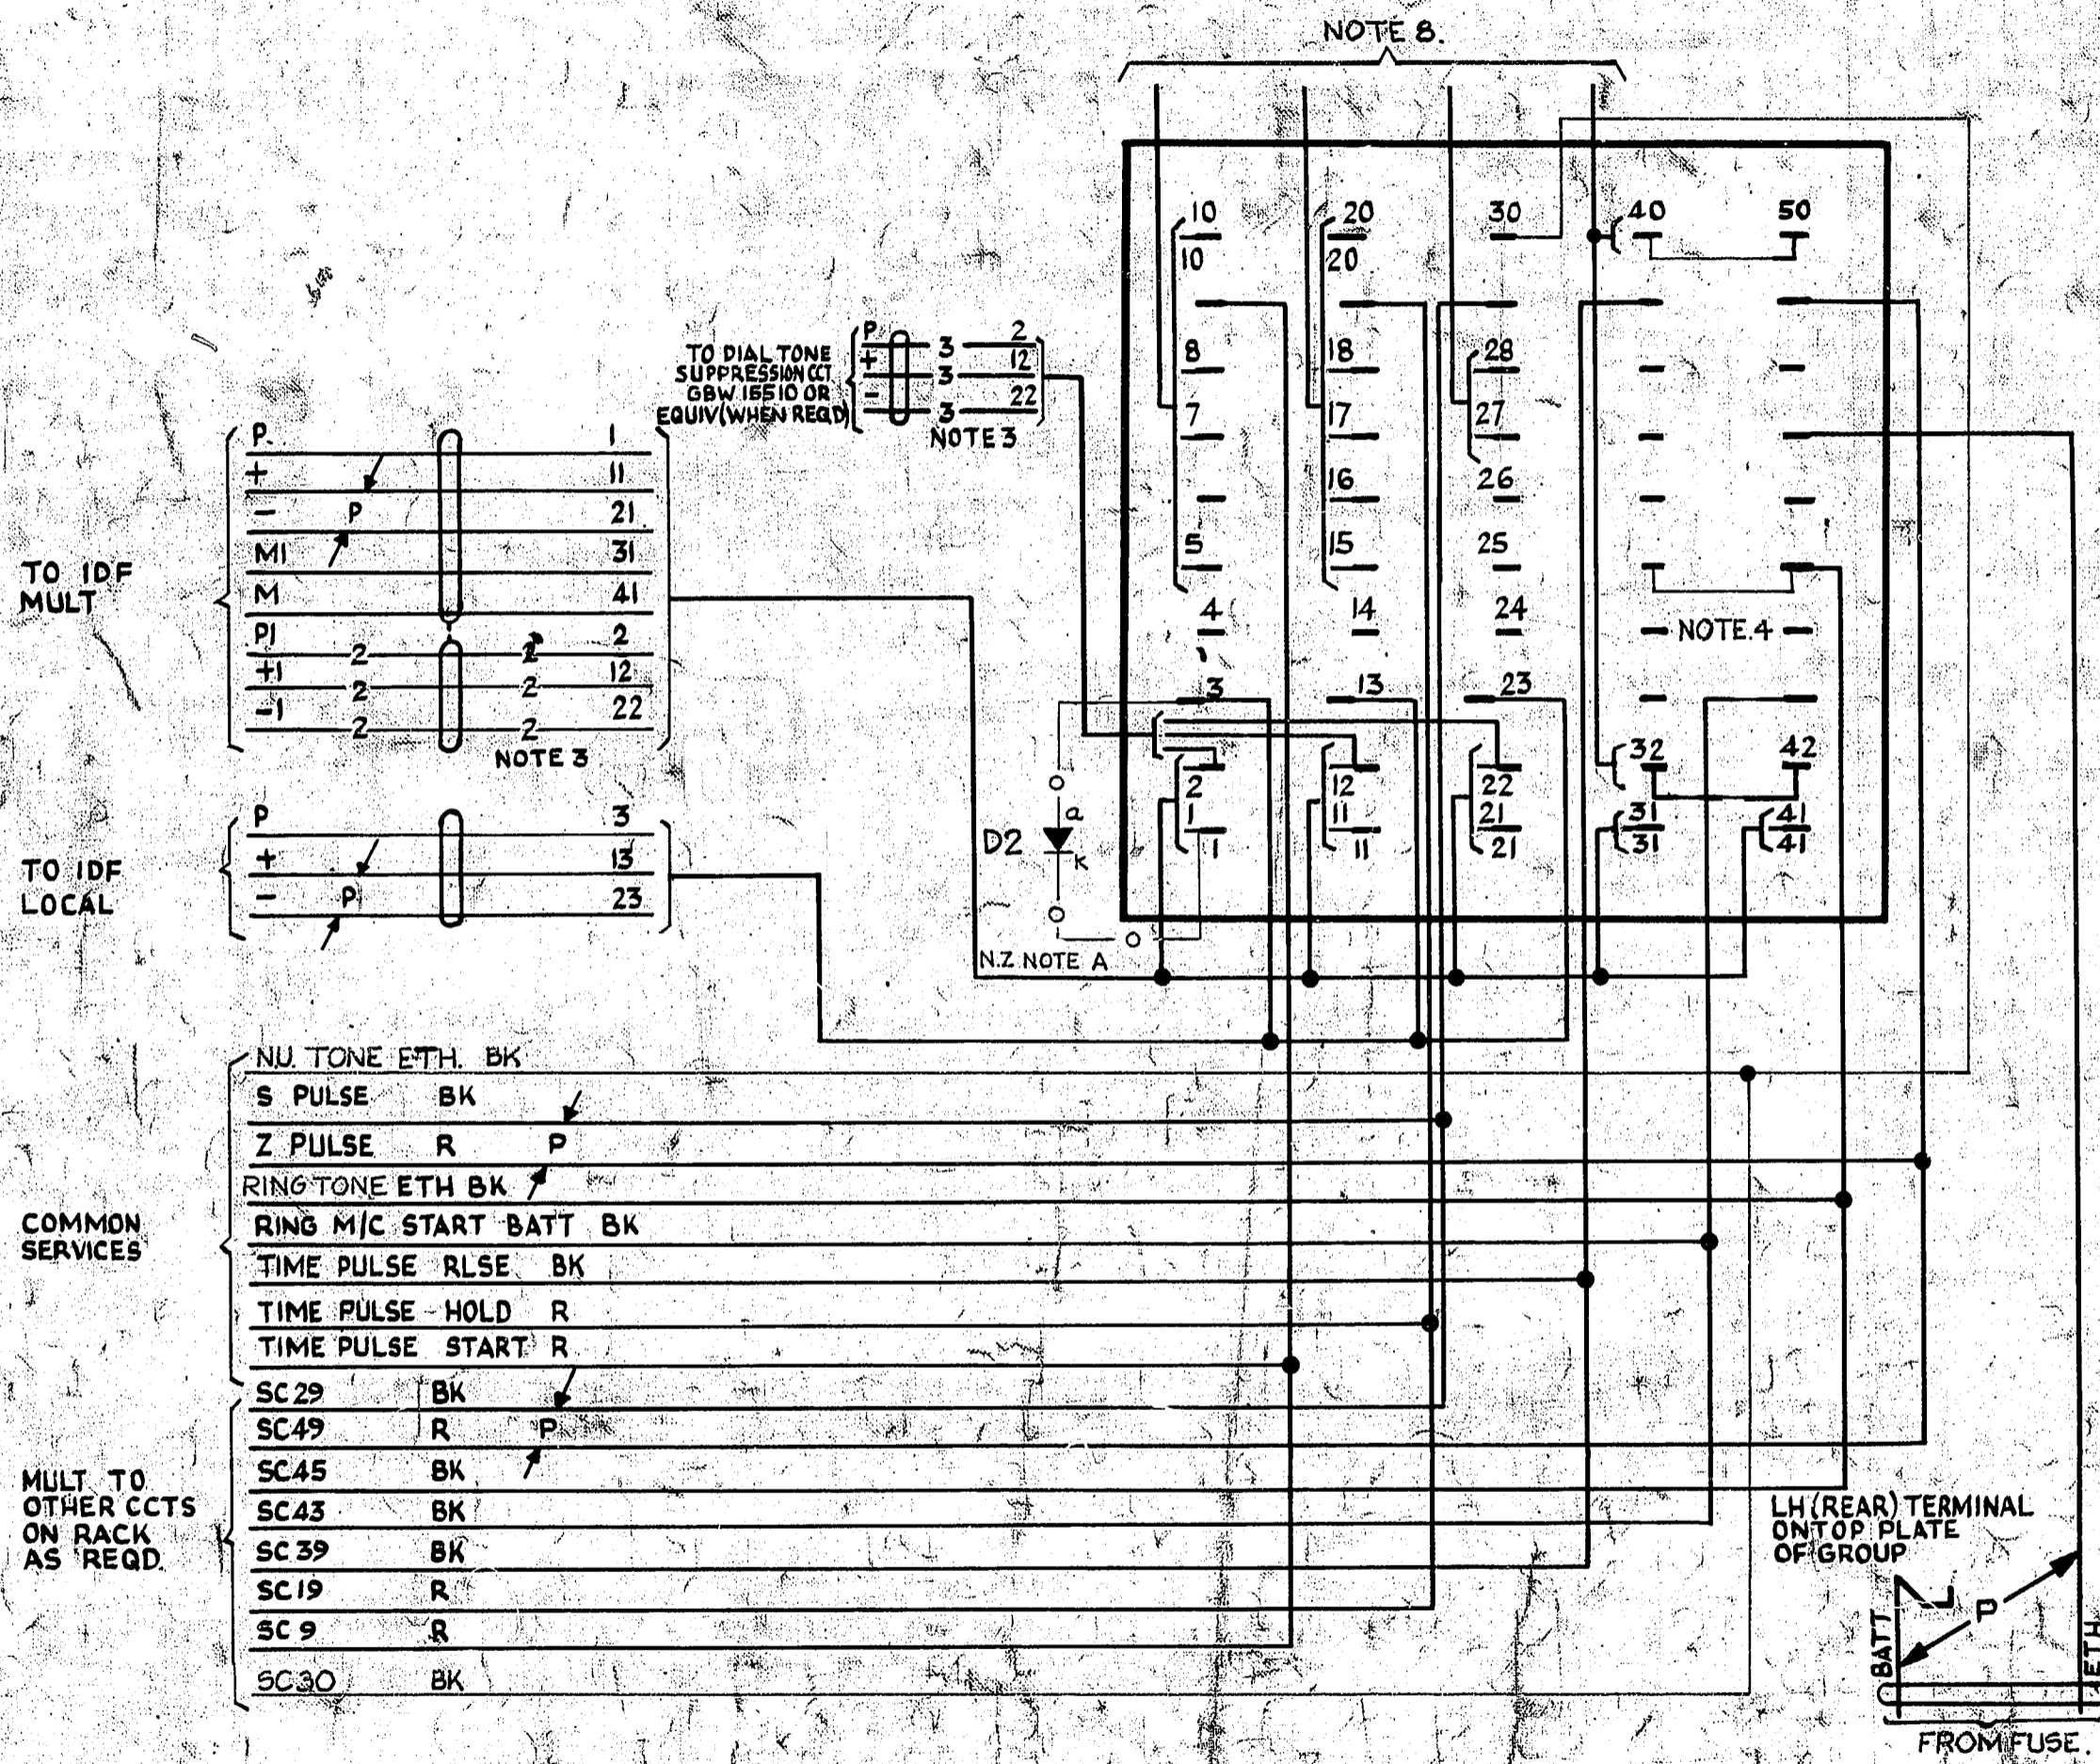 NOTE 8.
10 20 30 40 50
10 20
TO DIAL TONE
SUPPRESSION CCT
GBW 15510 OR
EQUIV (WHEN REQD)
P 3 2
+ 3 12
- 3 22
NOTE 3
8 18 28
7 17 27
16 26
5 15 25
4 14 24
NOTE.4
3 13 23
32 42
2 12 22
1 11 21 31 41
1 11 21 31 41
TO IDF
MULT
P. 1
+ 11
- P 21
M1 31
M 41
P1 2
2 2
+1 12
2 2
-1 22
2 2
NOTE 3
TO IDF
LOCAL
P 3
+ 13
- P 23
D2
a
K
N.Z NOTE A
COMMON
SERVICES
N.U. TONE ETH. BK
S PULSE BK
Z PULSE R P
RING TONE ETH BK
RING M/C START BATT BK
TIME PULSE RLSE BK
TIME PULSE - HOLD R
TIME PULSE START R
MULT TO
OTHER CCTS
ON RACK
AS REQD.
SC29 BK
SC49 R P
SC45 BK
SC43 BK
SC 39 BK
SC19 R
SC 9 R
SC30 BK
LH (REAR) TERMINAL
ON TOP PLATE
OF GROUP
BATT
P
ETH
FROM FUSE